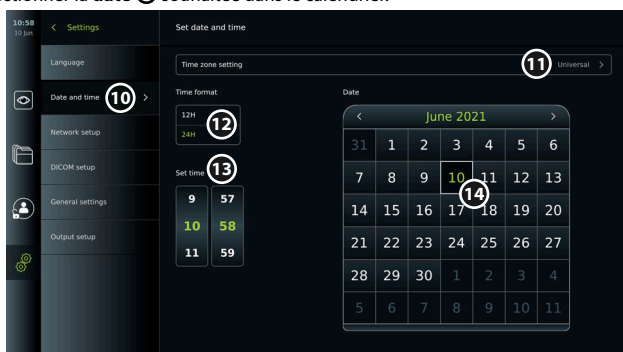 ctionner la date souhaitée dans le calendrier.
10:58
10 Jun
< Settings
Set date and time
Language
Time zone setting 11 Universal >
Date and time 10 >
Time format
Date
12H
24H
12
< June 2021 >
Network setup
31 1 2 3 4 5 6
DICOM setup
Set time 13
7 8 9 10 11 12 13
14
General settings
9 57
10 58
11 59
14 15 16 17 18 19 20
Output setup
21 22 23 24 25 26 27
28 29 30 1 2 3 4
5 6 7 8 9 10 11